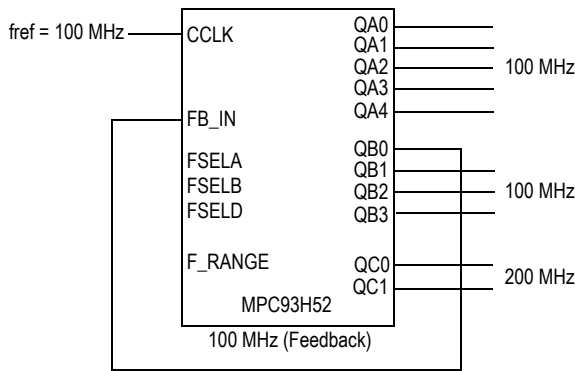 fref = 100 MHz
CCLK
FB_IN
FSELA
FSELB
FSELD
F_RANGE
QA0
QA1
QA2
QA3
QA4
100 MHz
QB0
QB1
QB2
QB3
100 MHz
QC0
QC1
200 MHz
MPC93H52
100 MHz (Feedback)